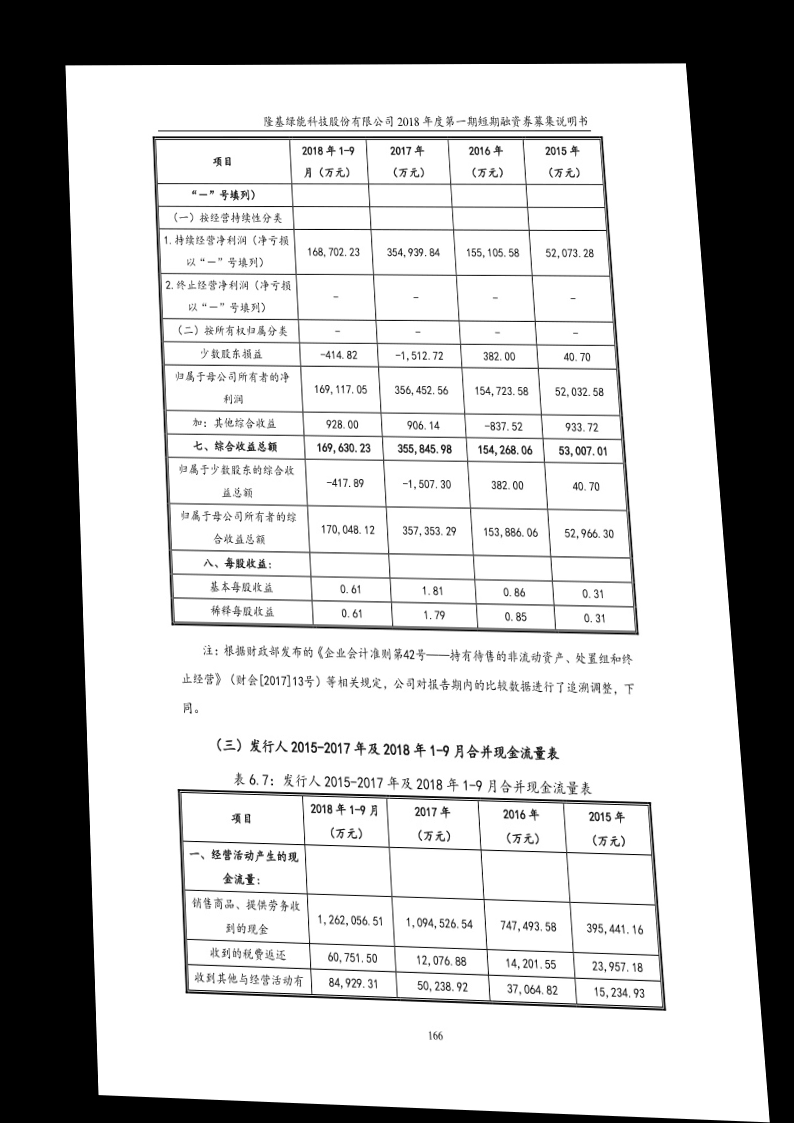 隆基绿能科技股份有限公司 2018 年度第一期短期融资券募集说明书
项目 2018 年 1-9 2017 年 2016 年 2015 年
月（万元） （万元） （万元） （万元）
“－”号填列）
（一）按经营持续性分类
1.持续经营净利润（净亏损
以“－”号填列） 168,702.23 354,939.84 155,105.58 52,073.28
2.终止经营净利润（净亏损
以“－”号填列） – – – –
（二）按所有权归属分类 – – – –
少数股东损益 -414.82 -1,512.72 382.00 40.70
归属于母公司所有者的净
利润 169,117.05 356,452.56 154,723.58 52,032.58
加：其他综合收益 928.00 906.14 -837.52 933.72
七、综合收益总额 169,630.23 355,845.98 154,268.06 53,007.01
归属于少数股东的综合收
益总额 -417.89 -1,507.30 382.00 40.70
归属于母公司所有者的综
合收益总额 170,048.12 357,353.29 153,886.06 52,966.30
八、每股收益：
基本每股收益 0.61 1.81 0.86 0.31
稀释每股收益 0.61 1.79 0.85 0.31
注：根据财政部发布的《企业会计准则第42号——持有待售的非流动资产、处置组和终
止经营》（财会[2017]13号）等相关规定，公司对报告期内的比较数据进行了追溯调整，下
同。
（三）发行人 2015-2017 年及 2018 年 1-9 月合并现金流量表
表 6.7：发行人 2015-2017 年及 2018 年 1-9 月合并现金流量表
项目 2018 年 1-9 月 2017 年 2016 年 2015 年
（万元） （万元） （万元） （万元）
一、经营活动产生的现
金流量：
销售商品、提供劳务收
到的现金 1,262,056.51 1,094,526.54 747,493.58 395,441.16
收到的税费返还 60,751.50 12,076.88 14,201.55 23,957.18
收到其他与经营活动有 84,929.31 50,238.92 37,064.82 15,234.93
166